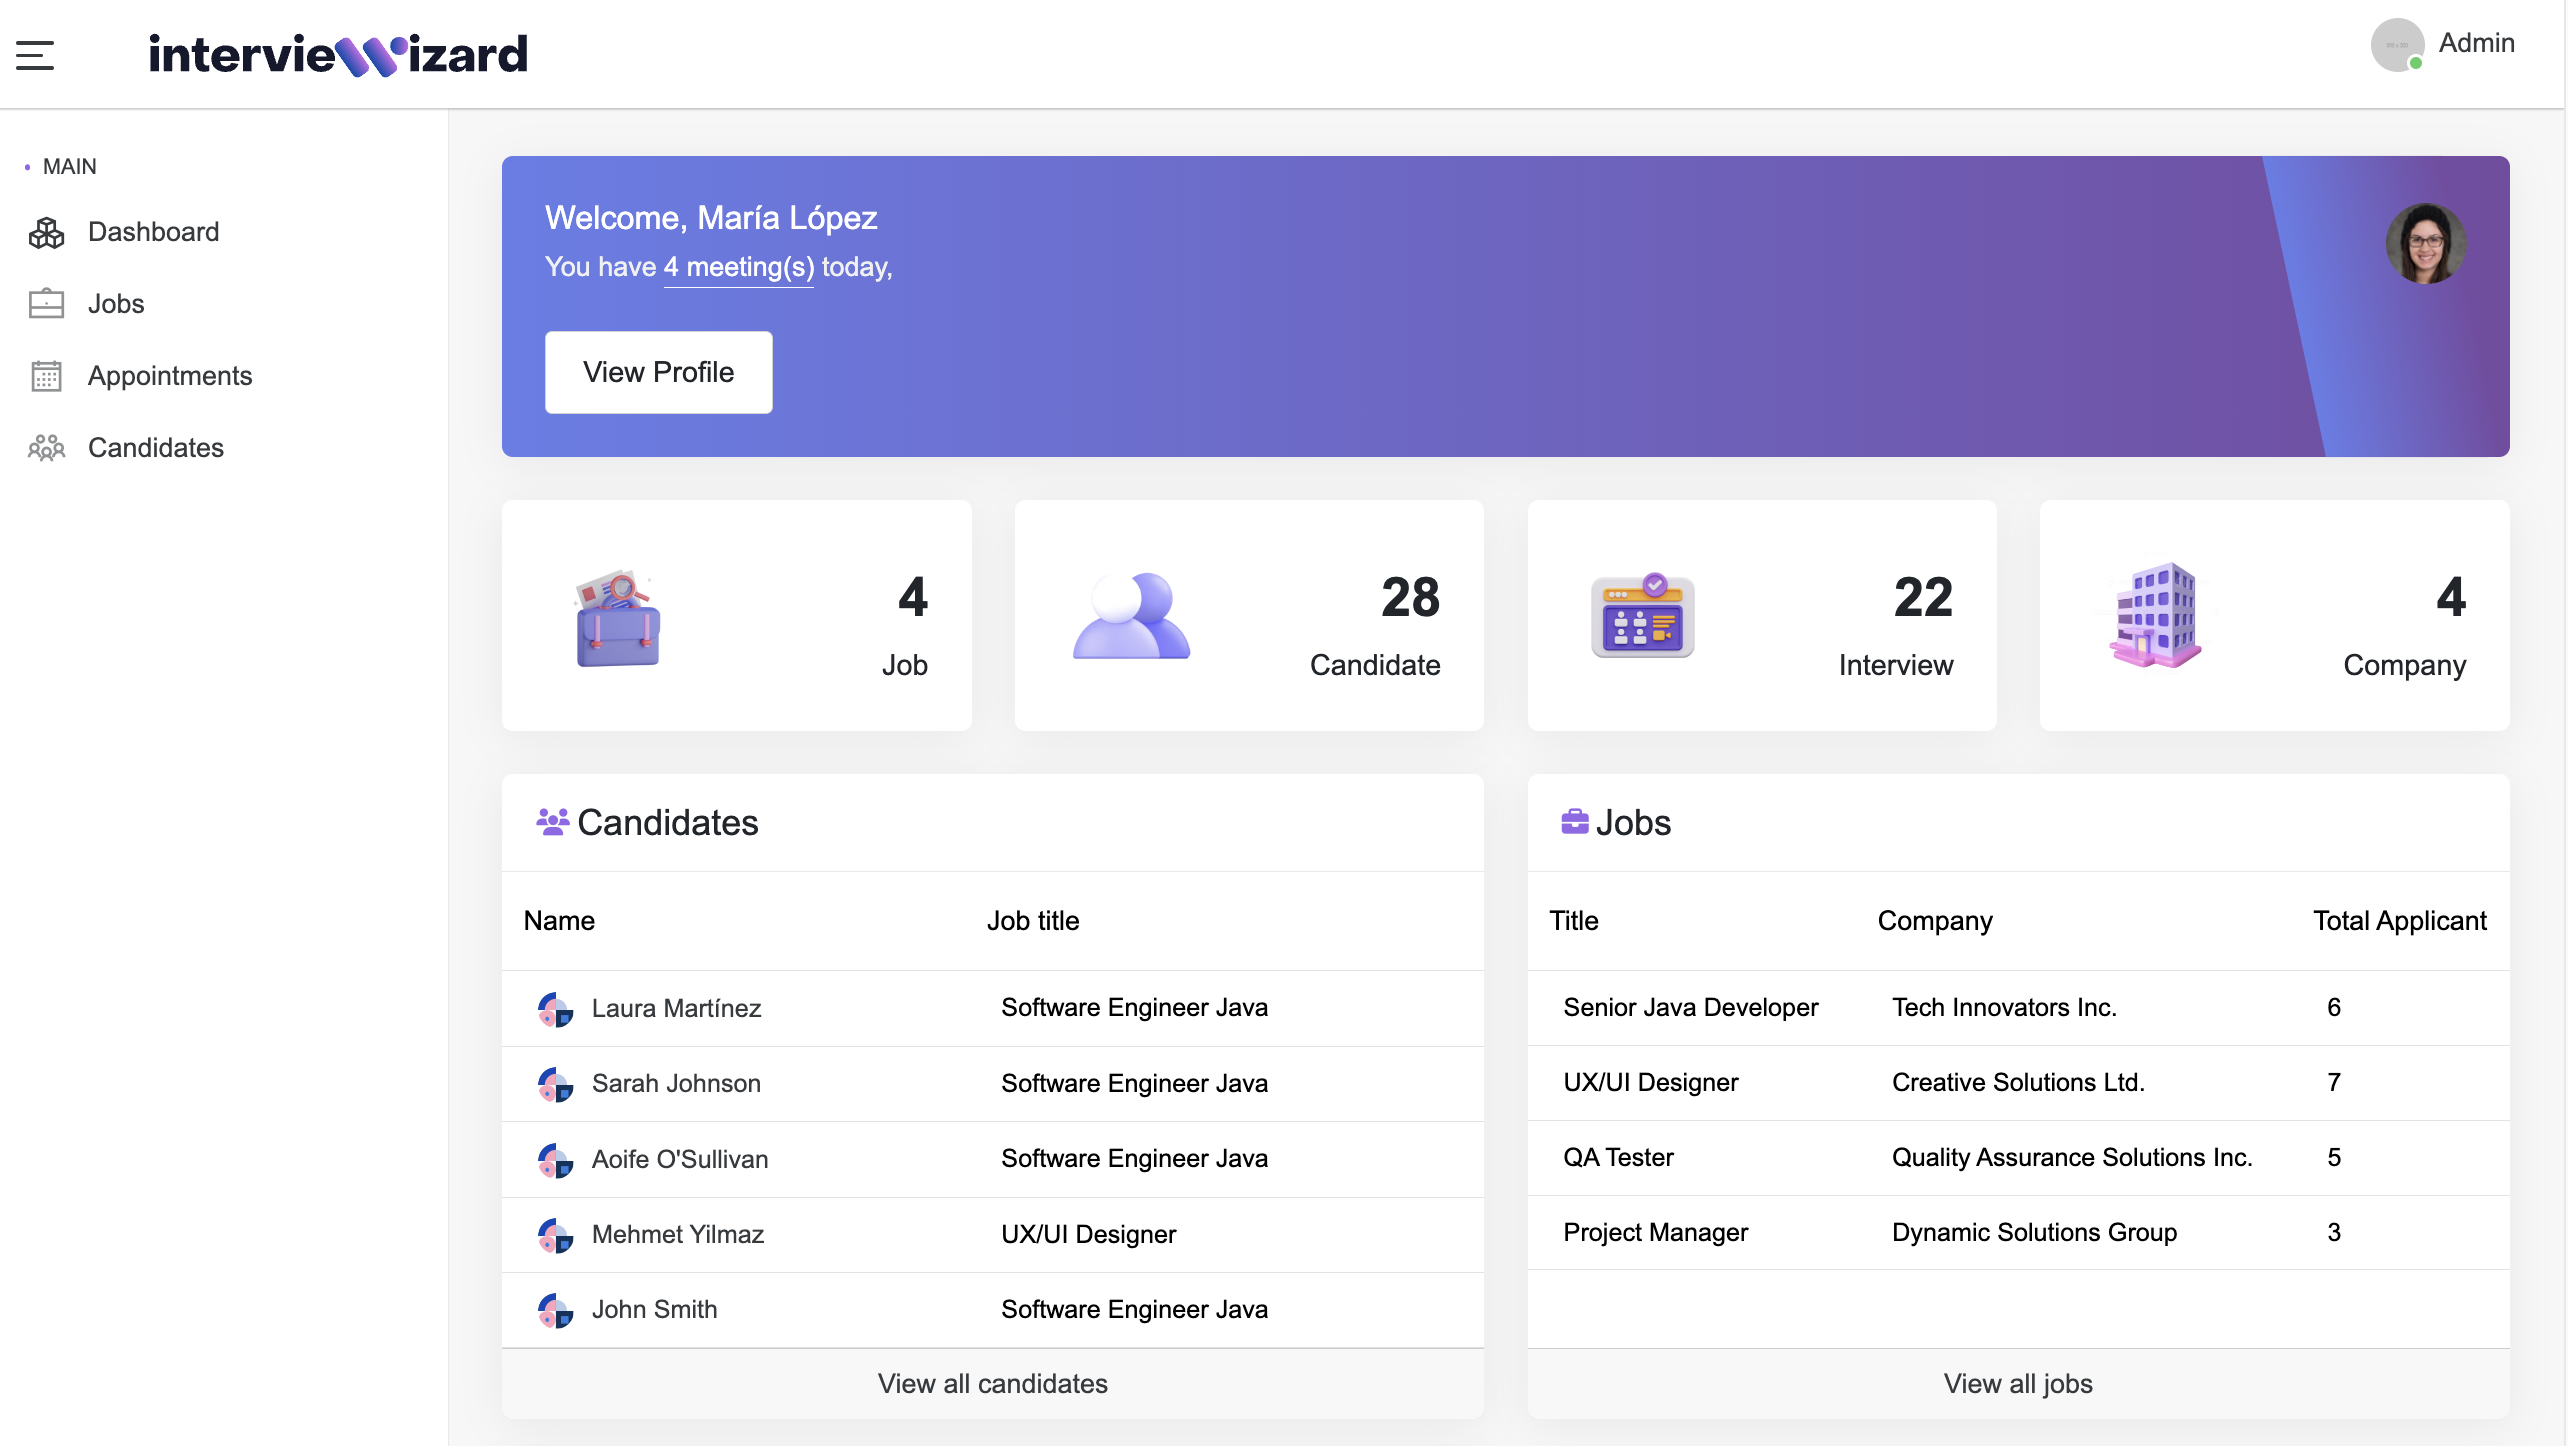 intervieWizard
Admin
MAIN
Dashboard
Jobs
Appointments
Candidates
Welcome, María López
You have 4 meeting(s) today,
View Profile
4
Job
28
Candidate
22
Interview
4
Company
Candidates
Name Job title
Laura Martínez Software Engineer Java
Sarah Johnson Software Engineer Java
Aoife O'Sullivan Software Engineer Java
Mehmet Yilmaz UX/UI Designer
John Smith Software Engineer Java
View all candidates
Jobs
Title Company Total Applicant
Senior Java Developer Tech Innovators Inc. 6
UX/UI Designer Creative Solutions Ltd. 7
QA Tester Quality Assurance Solutions Inc. 5
Project Manager Dynamic Solutions Group 3
View all jobs